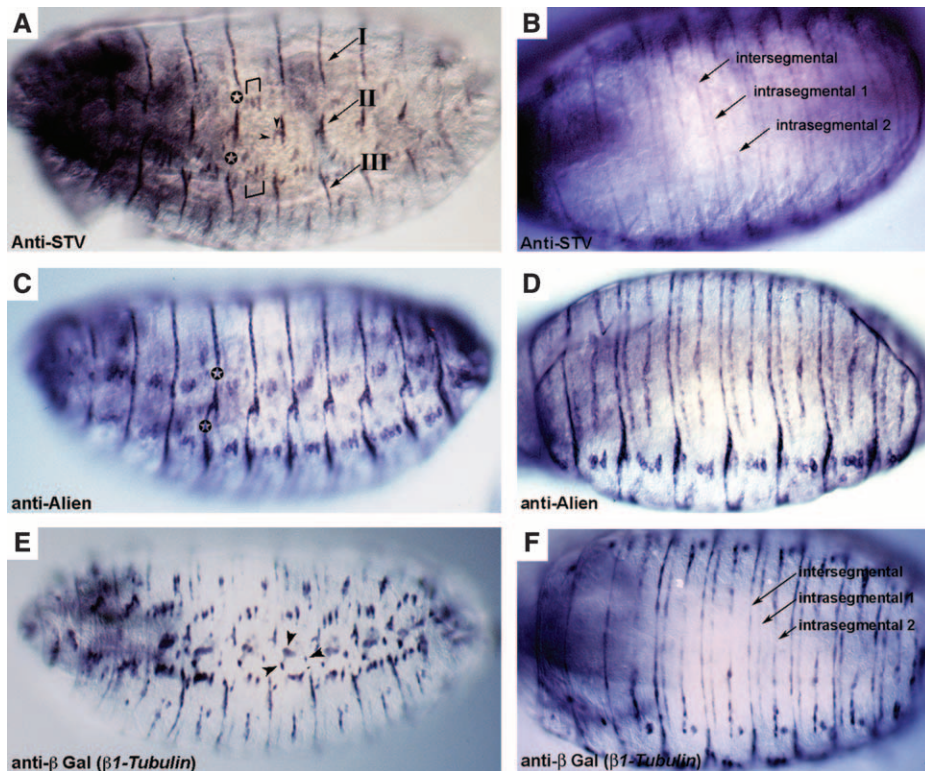 A
I
II
III
Anti-STV
B
intersegmental
intrasegmental 1
intrasegmental 2
Anti-STV
C
anti-Alien
D
anti-Alien
E
anti-β Gal (β1-Tubulin)
F
intersegmental
intrasegmental 1
intrasegmental 2
anti-β Gal (β1-Tubulin)